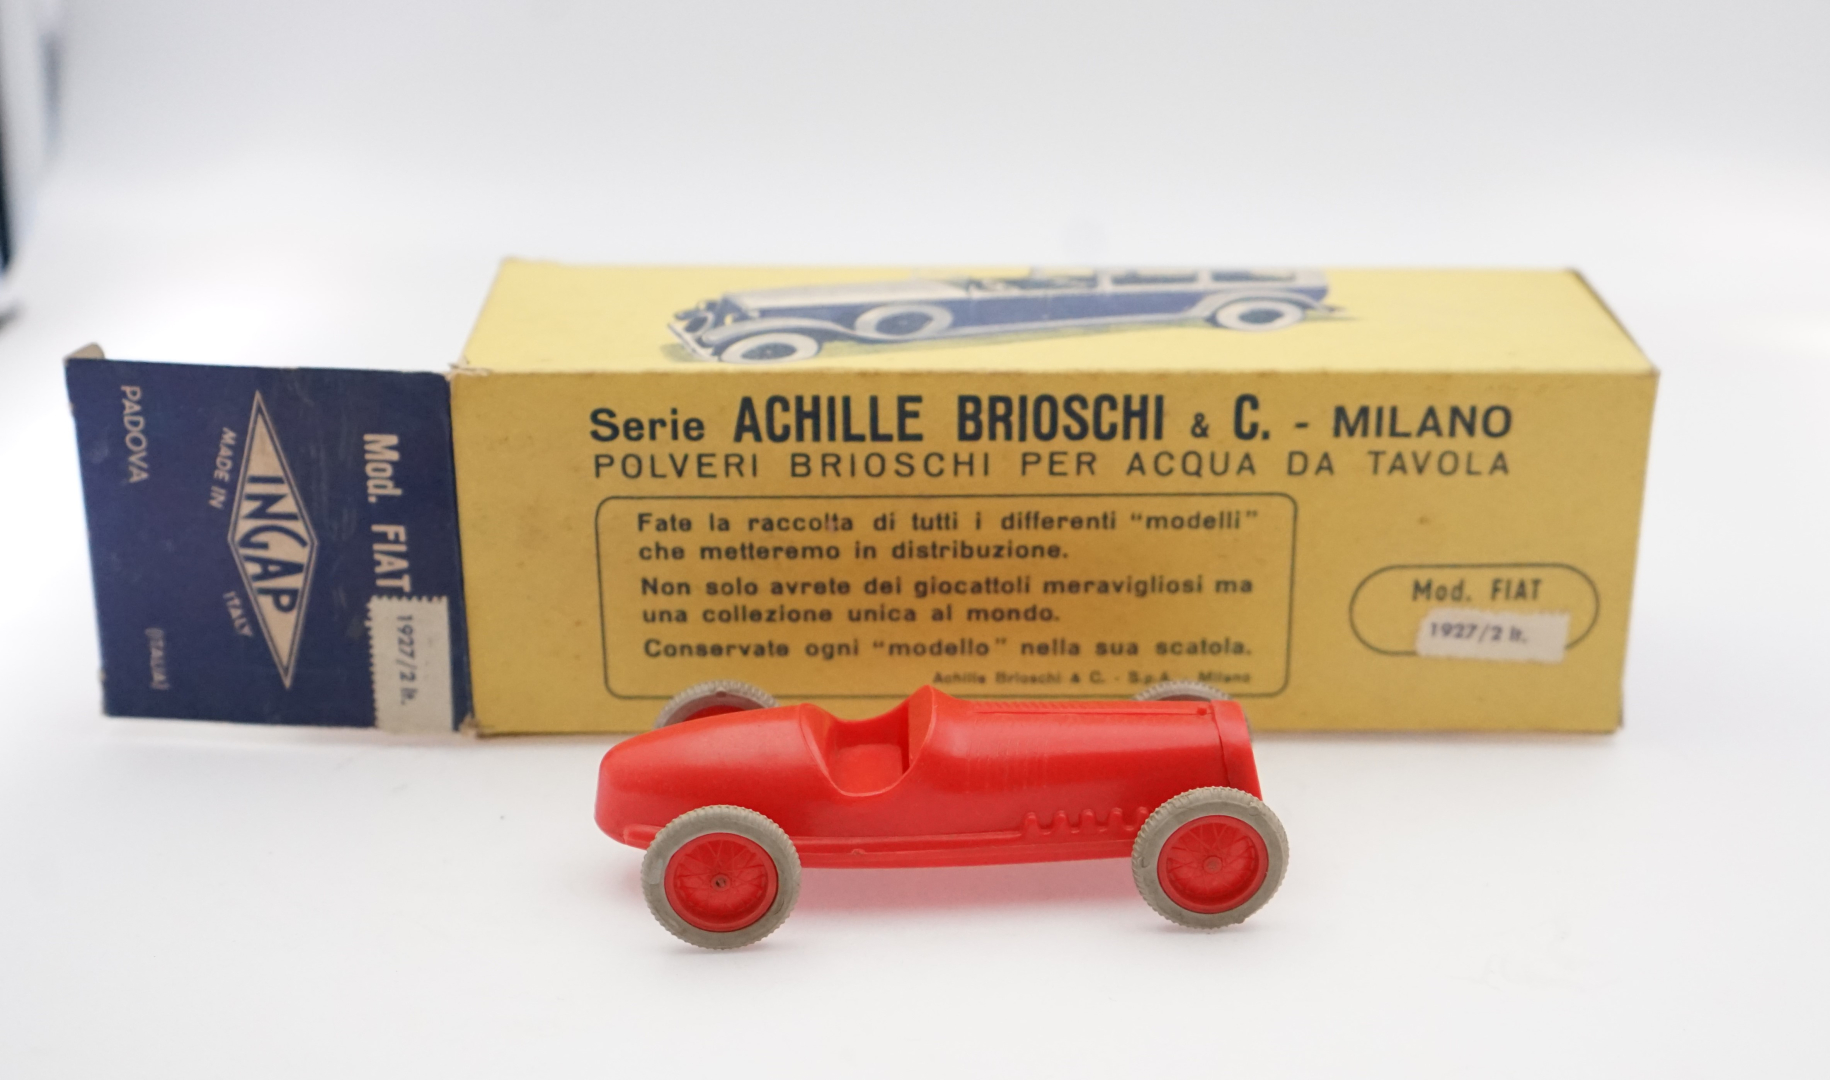 Serie ACHILLE BRIOSCHI & C. - MILANO
POLVERI BRIOSCHI PER ACQUA DA TAVOLA
Fate la raccolta di tutti i differenti "modelli"
che metteremo in distribuzione.
Non solo avrete dei giocattoli meravigliosi ma
una collezione unica al mondo.
Conservate ogni "modello" nella sua scatola.
Achille Brioschi & C. - S.p.A. - Milano
Mod. FIAT
1927/2 lt.
Mod. FIAT
1927/2 lt.
MADE IN
INGAP
ITALY
PADOVA
(ITALIA)